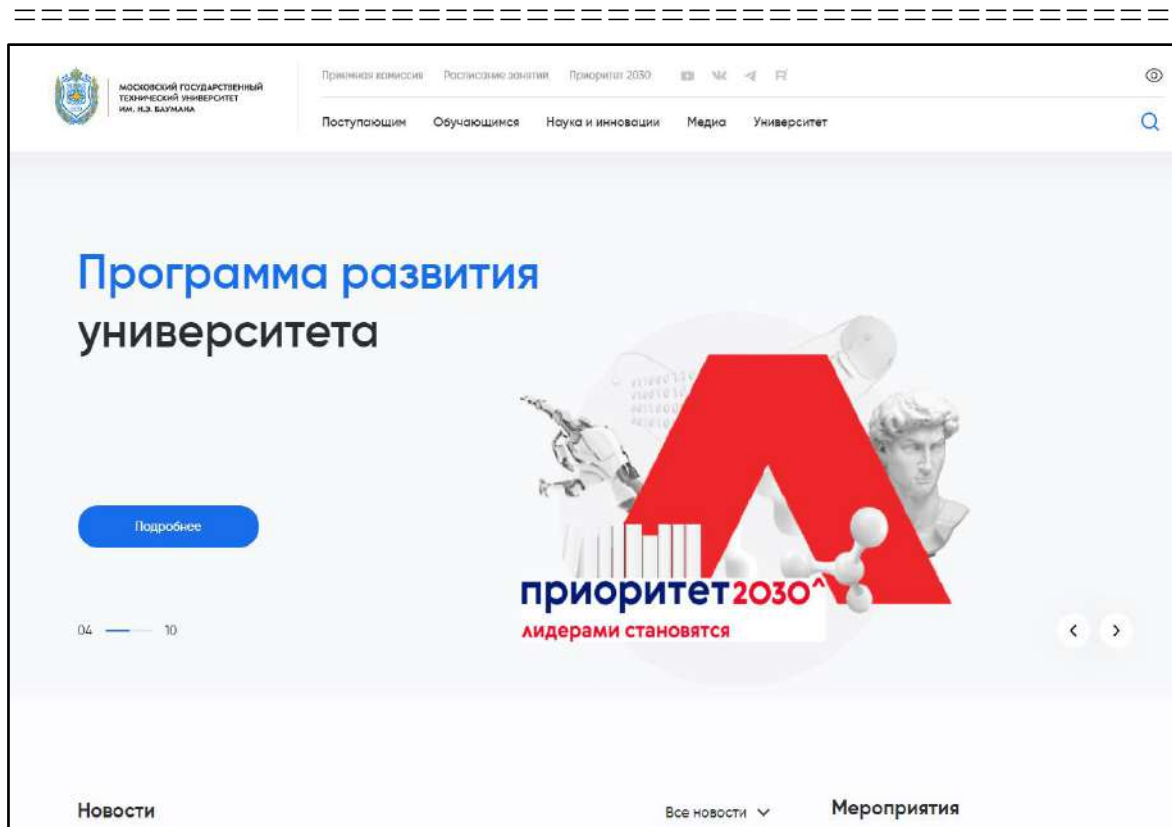 МОСКОВСКИЙ ГОСУДАРСТВЕННЫЙ
ТЕХНИЧЕСКИЙ УНИВЕРСИТЕТ
ИМ. Н.Э. БАУМАНА
Приемная комиссия Расписание занятий Приоритет 2030
Поступающим Обучающимся Наука и инновации Медиа Университет
Программа развития
университета
Подробнее
приоритет2030^
лидерами становятся
04 10
Новости Все новости Мероприятия